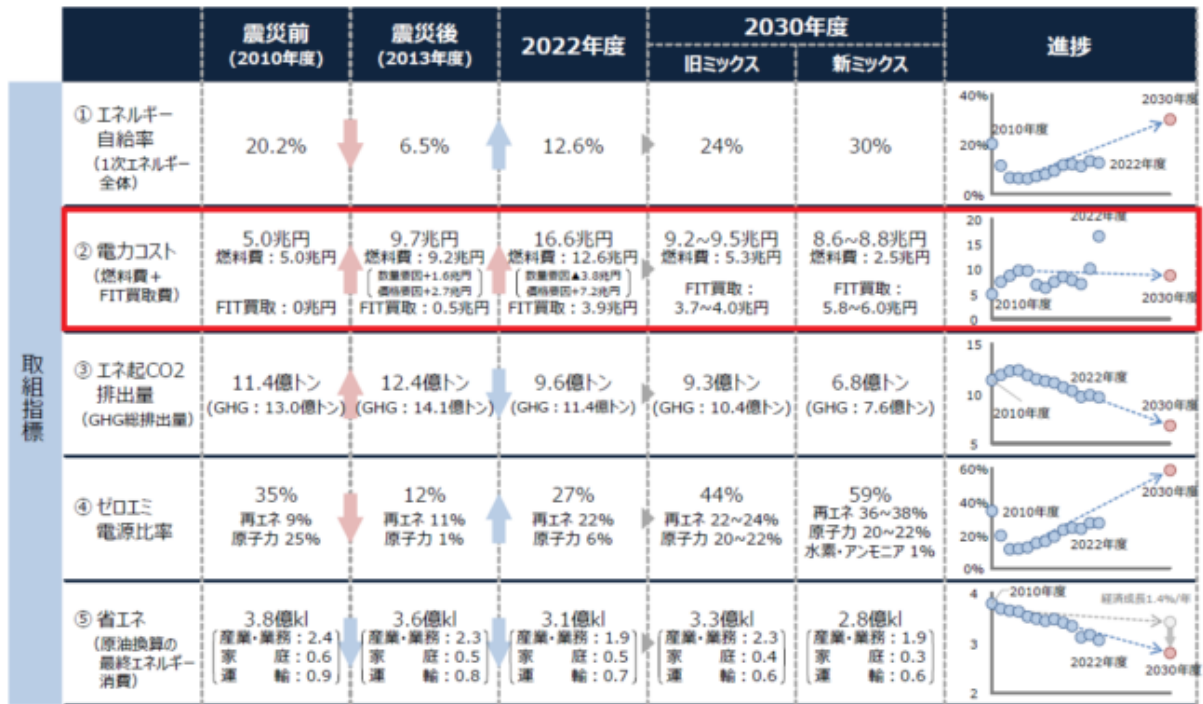 震災前
(2010年度)
震災後
(2013年度)
2022年度
2030年度
旧ミックス
新ミックス
進捗
取組指標
① エネルギー
自給率
(1次エネルギー
全体)
20.2%
6.5%
12.6%
24%
30%
40%
20%
0%
2010年度
2022年度
2030年度
② 電力コスト
(燃料費+
FIT買取費)
5.0兆円
燃料費:5.0兆円
FIT買取:0兆円
9.7兆円
燃料費:9.2兆円
数量要因+1.6兆円
価格要因+2.7兆円
FIT買取:0.5兆円
16.6兆円
燃料費:12.6兆円
数量要因▲3.8兆円
価格要因+7.2兆円
FIT買取:3.9兆円
9.2~9.5兆円
燃料費:5.3兆円
FIT買取:
3.7~4.0兆円
8.6~8.8兆円
燃料費:2.5兆円
FIT買取:
5.8~6.0兆円
20
15
10
5
0
2022年度
2010年度
2030年度
③ エネ起CO2
排出量
(GHG総排出量)
11.4億トン
(GHG:13.0億トン)
12.4億トン
(GHG:14.1億トン)
9.6億トン
(GHG:11.4億トン)
9.3億トン
(GHG:10.4億トン)
6.8億トン
(GHG:7.6億トン)
15
10
5
2022年度
2010年度
2030年度
④ ゼロエミ
電源比率
35%
再エネ 9%
原子力 25%
12%
再エネ 11%
原子力 1%
27%
再エネ 22%
原子力 6%
44%
再エネ 22~24%
原子力 20~22%
59%
再エネ 36~38%
原子力 20~22%
水素・アンモニア 1%
60%
40%
20%
0%
2010年度
2022年度
2030年度
⑤ 省エネ
(原油換算の
最終エネルギー
消費)
3.8億kl
産業・業務:2.4
家 庭:0.6
運 輸:0.9
3.6億kl
産業・業務:2.3
家 庭:0.5
運 輸:0.8
3.1億kl
産業・業務:1.9
家 庭:0.5
運 輸:0.7
3.3億kl
産業・業務:2.3
家 庭:0.4
運 輸:0.6
2.8億kl
産業・業務:1.9
家 庭:0.3
運 輸:0.6
4
3
2
2010年度
経済成長1.4%/年
2022年度
2030年度